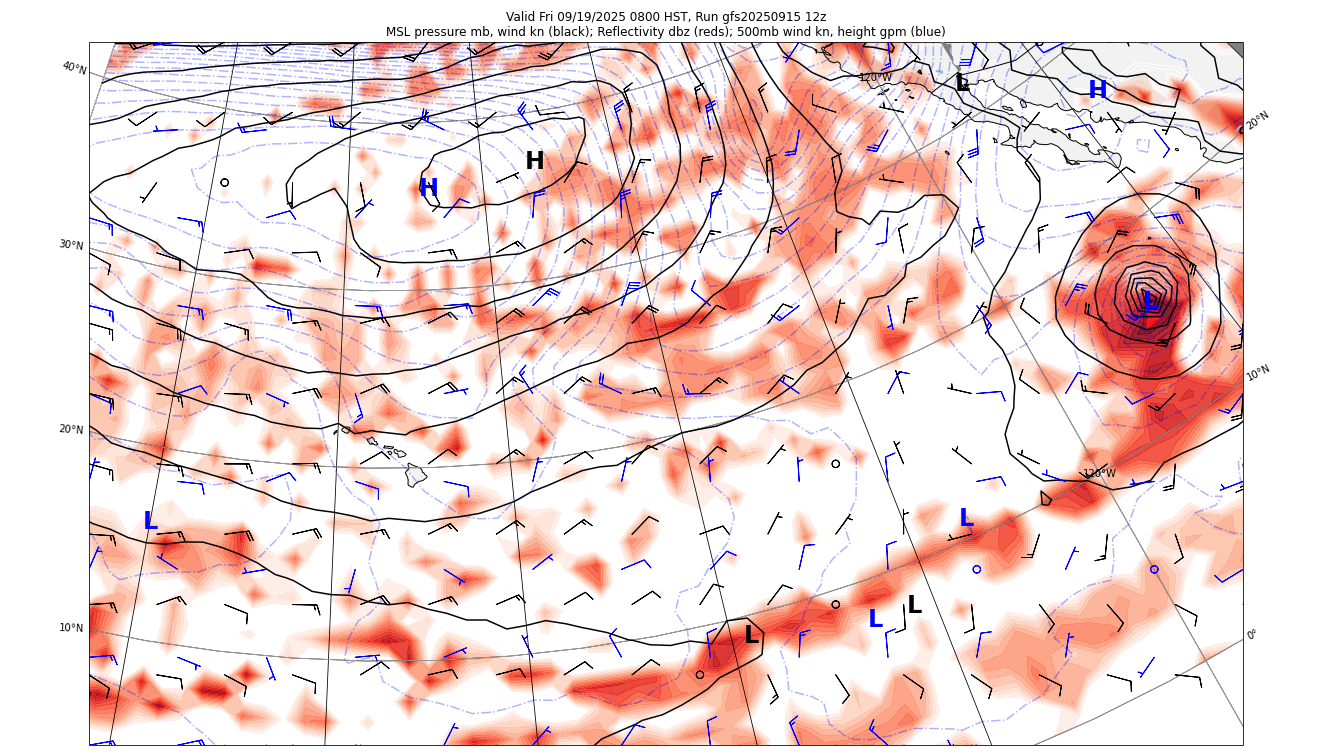 Valid Fri 09/19/2025 0800 HST, Run gfs20250915 12z
MSL pressure mb, wind kn (black); Reflectivity dbz (reds); 500mb wind kn, height gpm (blue)
40°N
120°W
L
H
20°N
H
H
30°N
L
10°N
20°N
120°W
L
L
10°N
L
L
L
0°